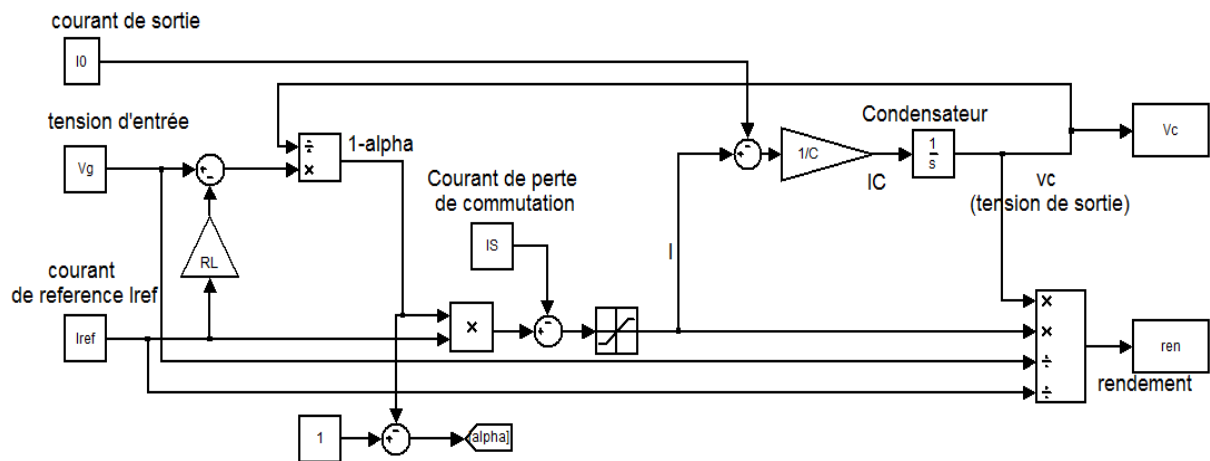 courant de sortie
I0
tension d'entrée
Vg
÷
×
1-alpha
RL
courant
de reference Iref
Iref
Courant de perte
de commutation
IS
×
1
[alpha]
I
1/C
IC
Condensateur
1
s
vc
(tension de sortie)
Vc
×
×
÷
÷
ren
rendement